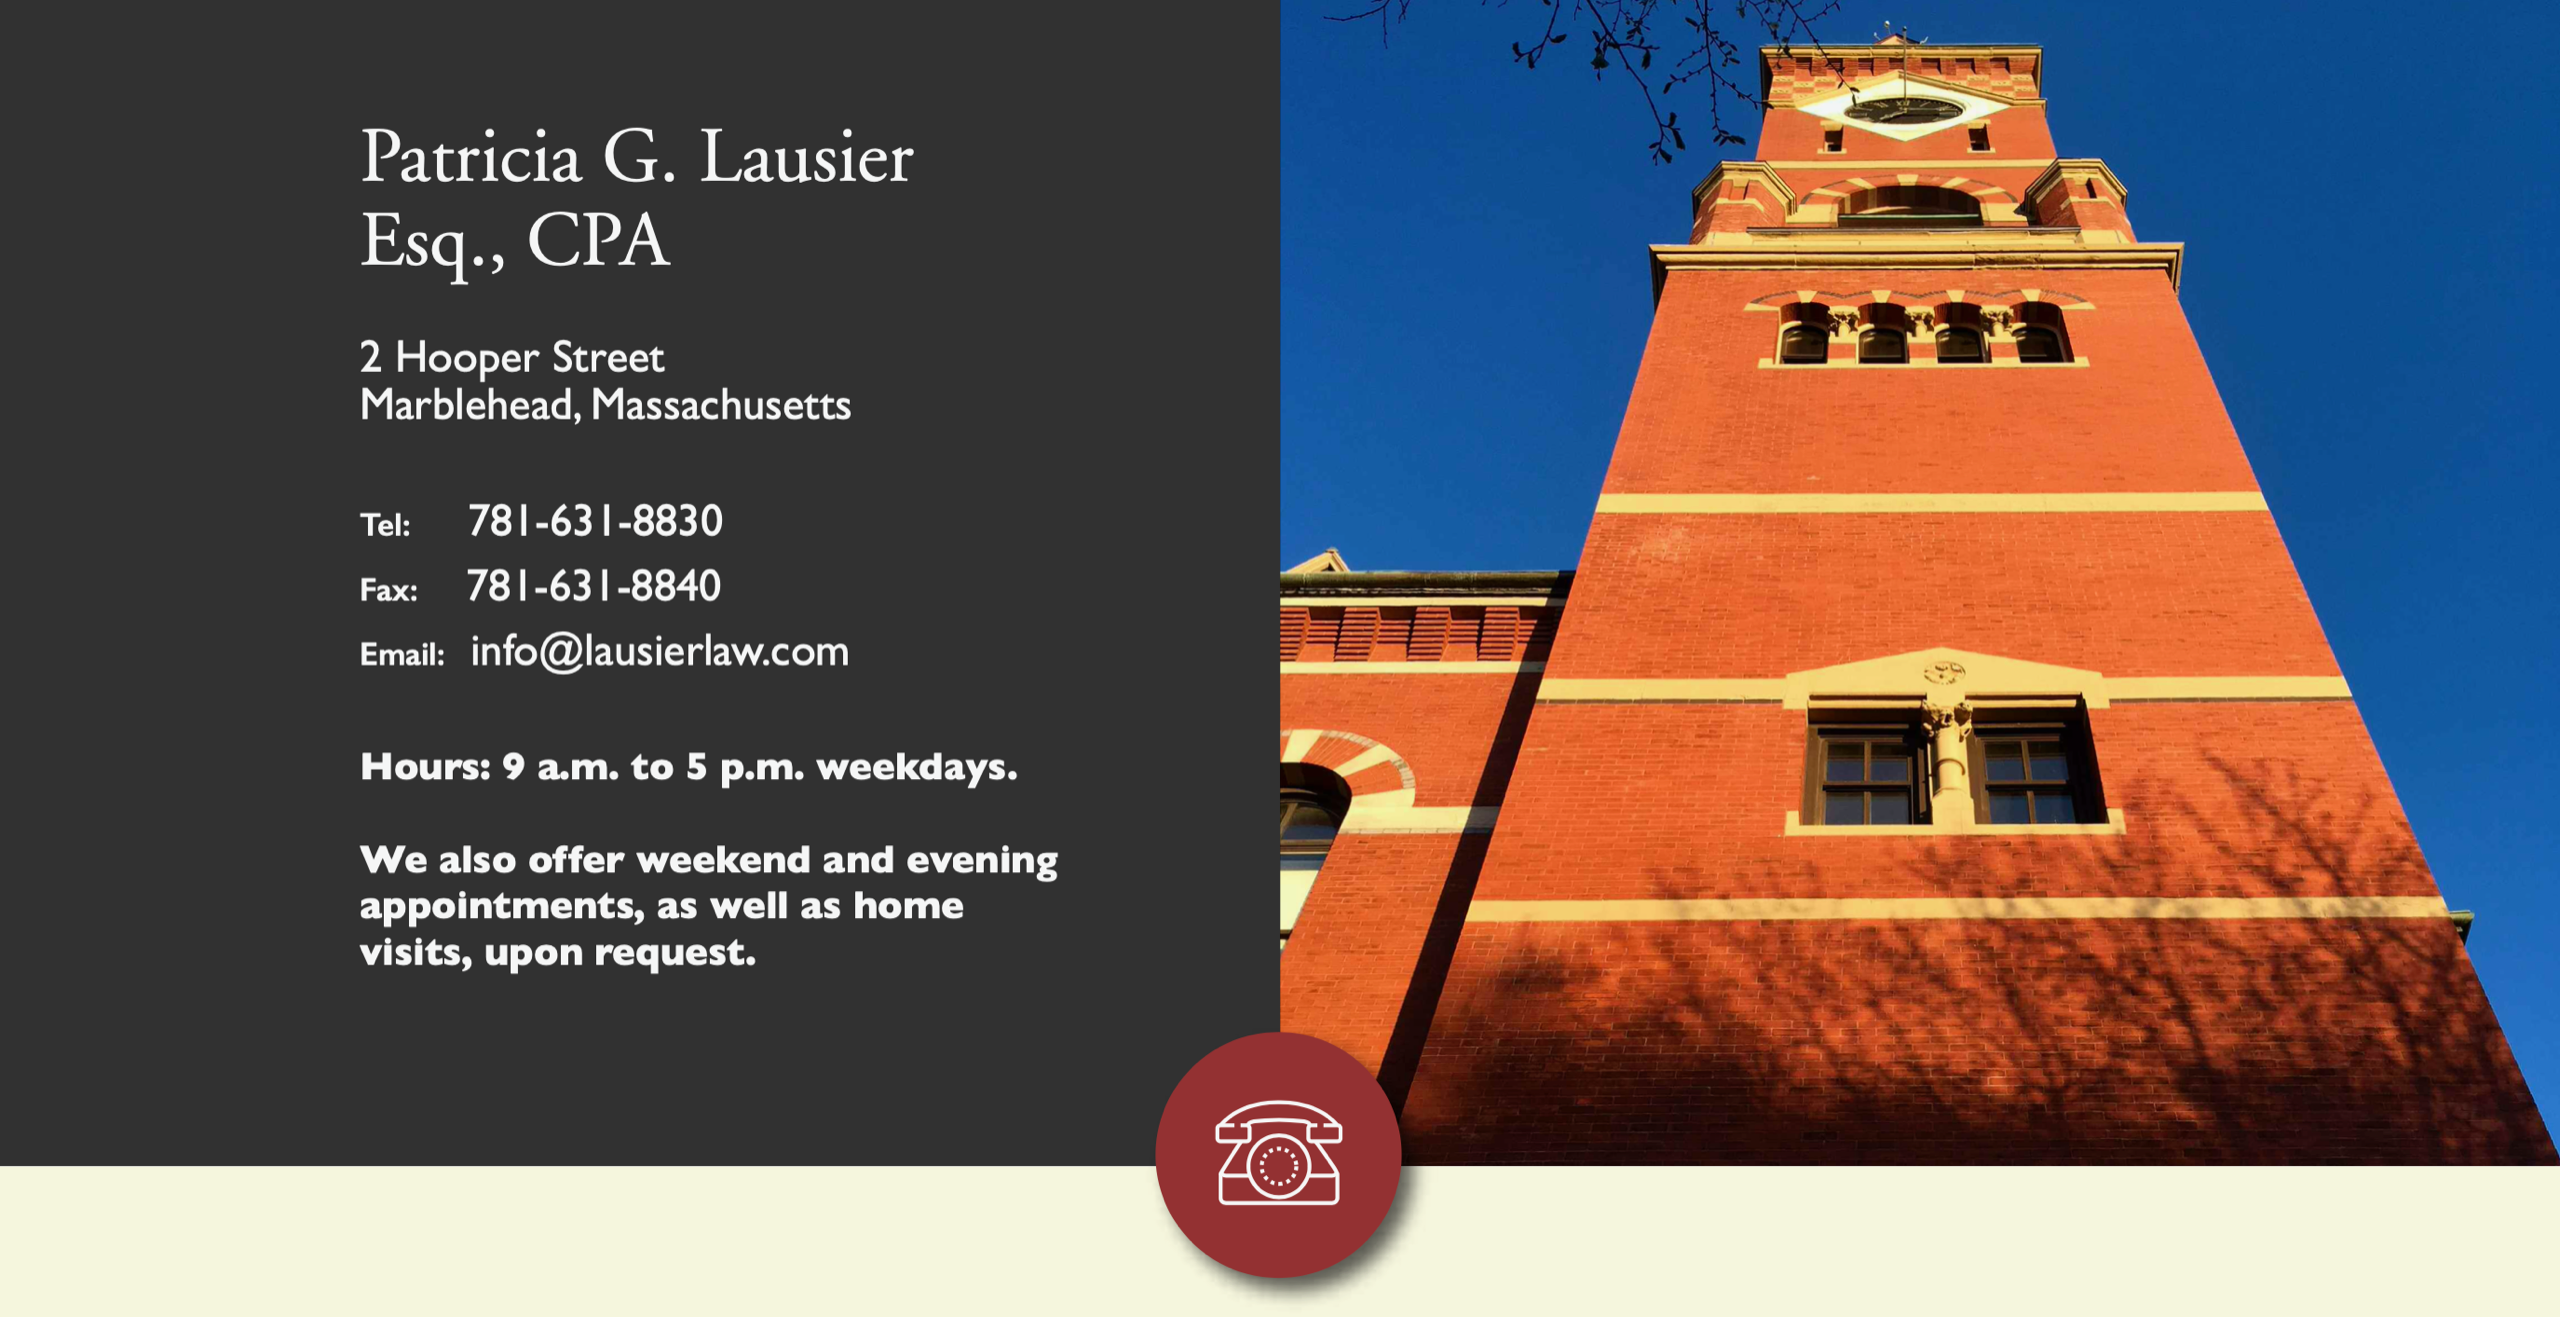 Patricia G. Lausier
Esq., CPA
2 Hooper Street
Marblehead, Massachusetts
Tel: 781-631-8830
Fax: 781-631-8840
Email: info@lausierlaw.com
Hours: 9 a.m. to 5 p.m. weekdays.
We also offer weekend and evening
appointments, as well as home
visits, upon request.